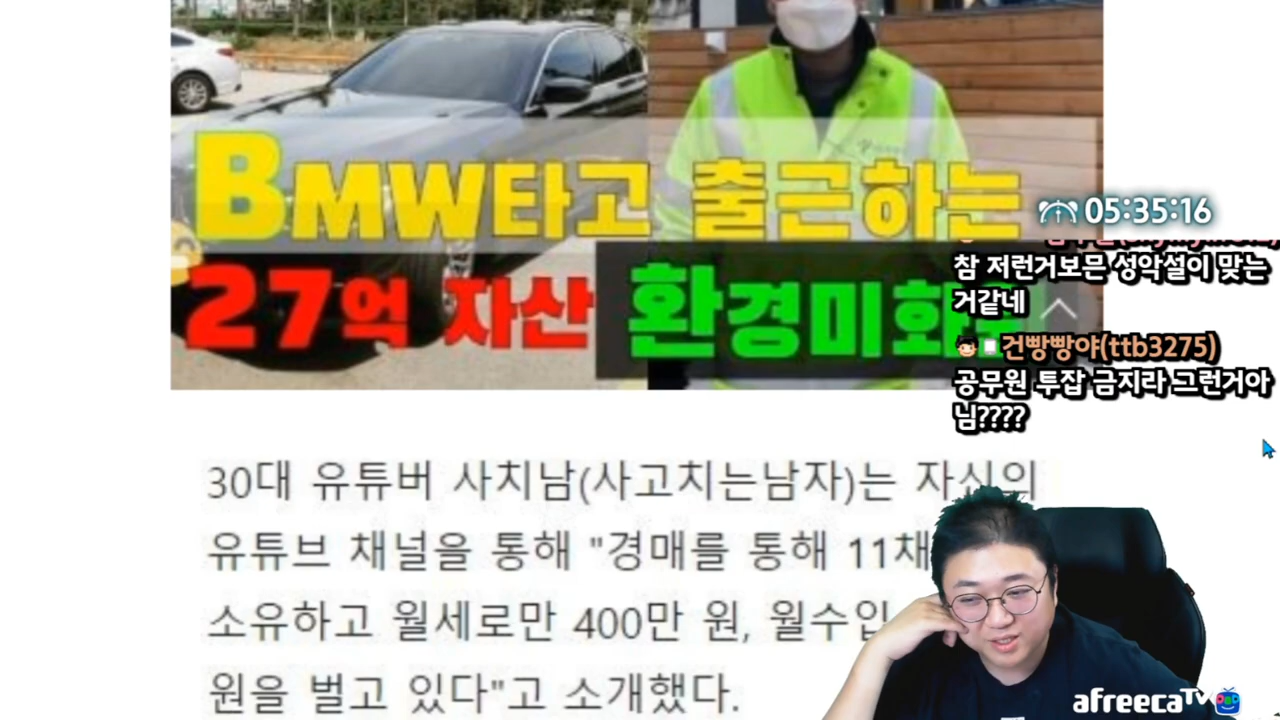 BMW타고 출근하는
27억 자산 환경미화
05:35:16
참 저런거보믄 성악설이 맞는
거같네
건빵빵야(ttb3275)
공무원 투잡 금지라 그런거아
님????
30대 유튜버 사치남(사고치는남자)는 자신의
유튜브 채널을 통해 "경매를 통해 11채
소유하고 월세로만 400만 원, 월수입
원을 벌고 있다"고 소개했다.
afreecaTV